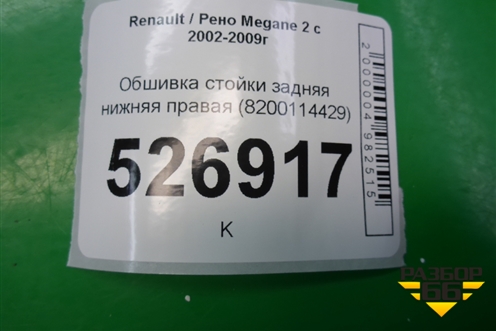 Renault / Рено Megane 2 с
2002-2009г
Обшивка стойки задняя
нижняя правая (8200114429)
526917
K
2000004982515
РАЗБОР
66